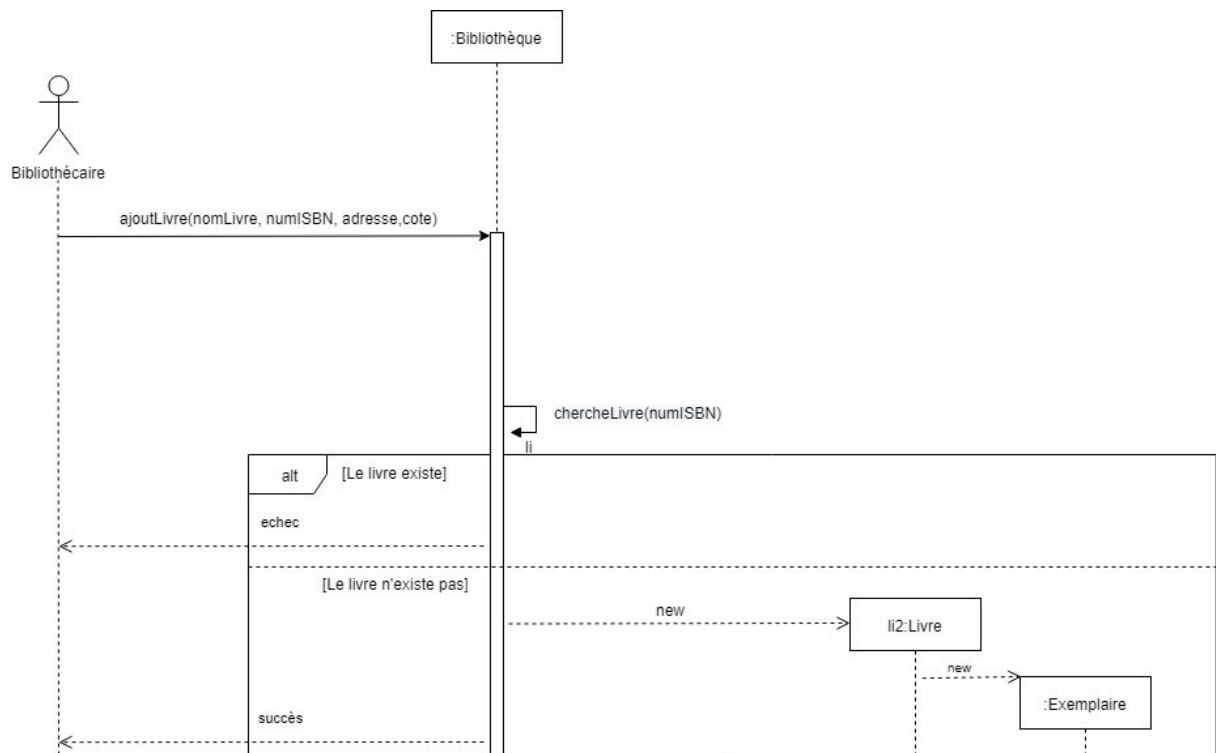 :Bibliothèque
Bibliothécaire
ajoutLivre(nomLivre, numISBN, adresse,cote)
chercheLivre(numISBN)
li
alt
[Le livre existe]
echec
[Le livre n'existe pas]
new
li2:Livre
new
:Exemplaire
succès